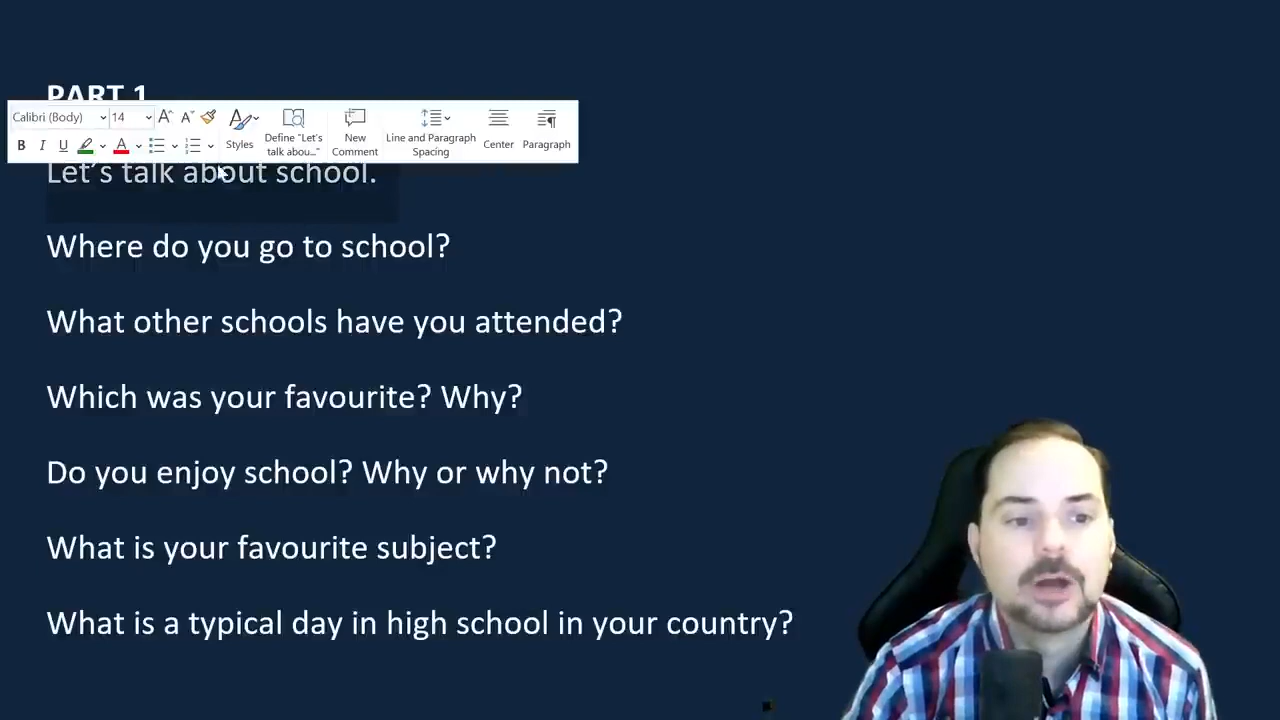 PART 1
Calibri (Body) 14
Styles
Define "Let's talk abou..."
New Comment
Line and Paragraph Spacing
Center
Paragraph
B I U A
Let's talk about school.
Where do you go to school?
What other schools have you attended?
Which was your favourite? Why?
Do you enjoy school? Why or why not?
What is your favourite subject?
What is a typical day in high school in your country?